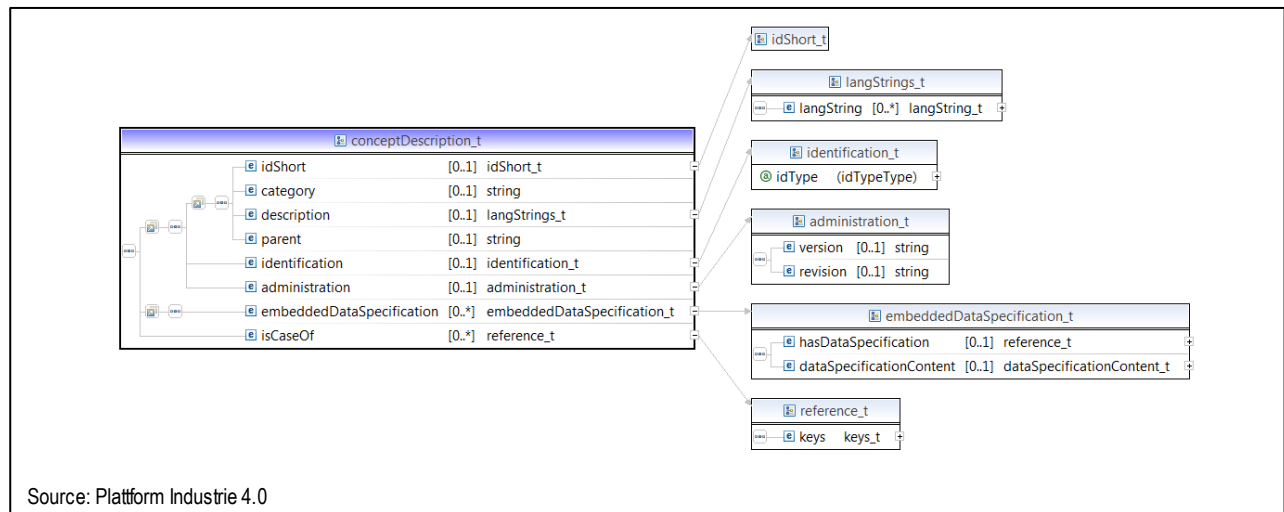 conceptDescription_t
idShort [0..1] idShort_t
category [0..1] string
description [0..1] langStrings_t
parent [0..1] string
identification [0..1] identification_t
administration [0..1] administration_t
embeddedDataSpecification [0..*] embeddedDataSpecification_t
isCaseOf [0..*] reference_t
idShort_t
langStrings_t
langString [0..*] langString_t
identification_t
idType (idTypeType)
administration_t
version [0..1] string
revision [0..1] string
embeddedDataSpecification_t
hasDataSpecification [0..1] reference_t
dataSpecificationContent [0..1] dataSpecificationContent_t
reference_t
keys keys_t
Source: Plattform Industrie 4.0